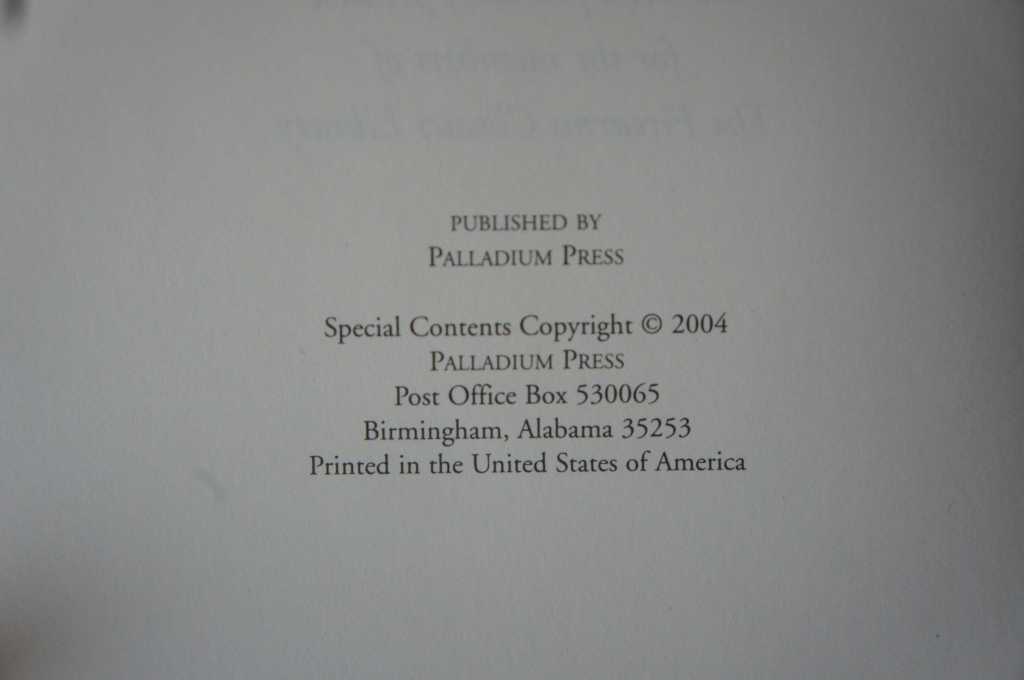 PUBLISHED BY
PALLADIUM PRESS
Special Contents Copyright © 2004
PALLADIUM PRESS
Post Office Box 530065
Birmingham, Alabama 35253
Printed in the United States of America